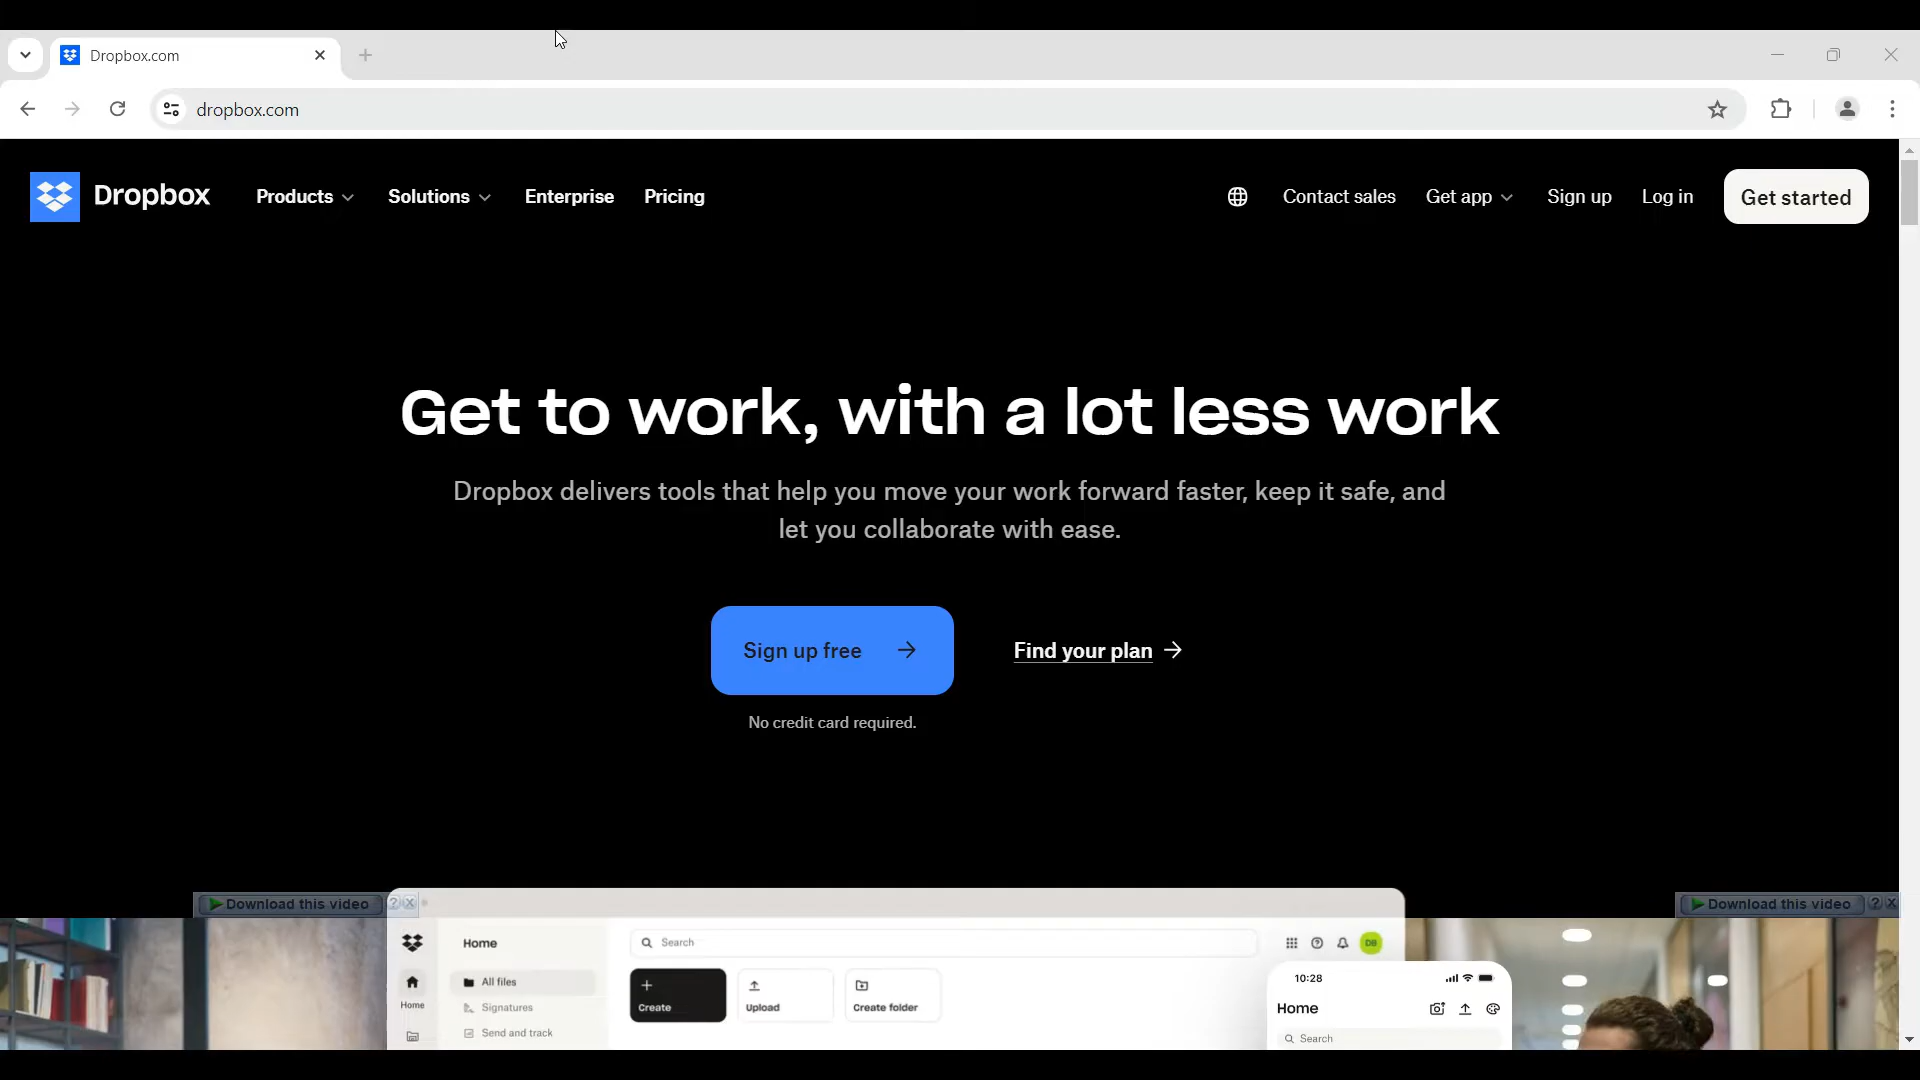 Dropbox.com
dropbox.com
Dropbox Products Solutions Enterprise Pricing Contact sales Get app Sign up Log in Get started
Get to work, with a lot less work
Dropbox delivers tools that help you move your work forward faster, keep it safe, and
let you collaborate with ease.
Sign up free Find your plan
No credit card required.
Download this video ? X Download this video ? X
Home Search DB
All files 10:28
Home Signatures Create Upload Create folder Home
Send and track Search